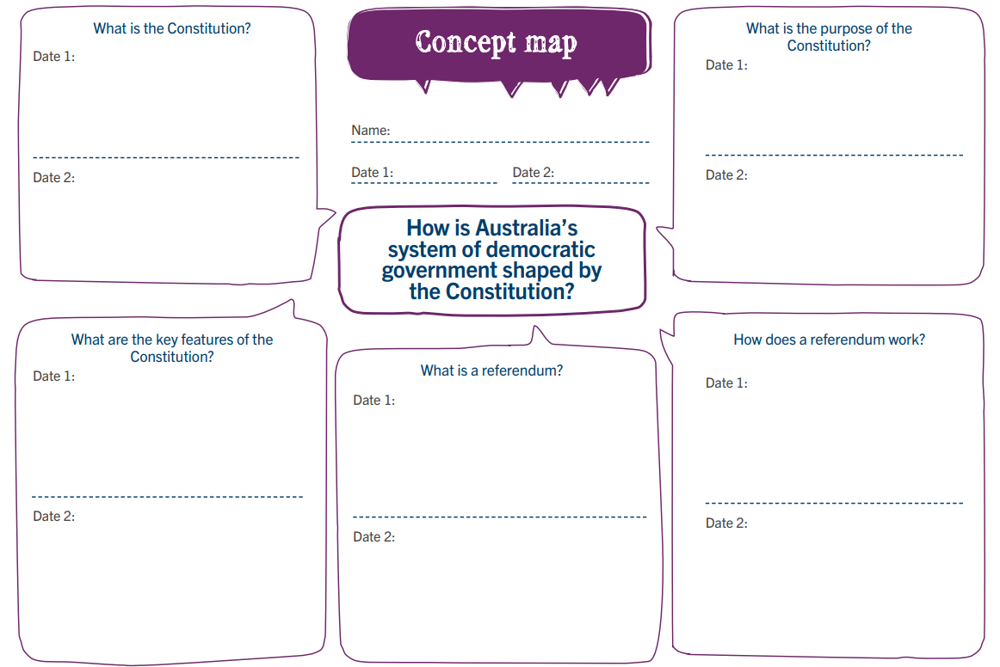 Concept map
Name:
Date 1:
Date 2:
How is Australia's
system of democratic
government shaped by
the Constitution?
What is the Constitution?
Date 1:
Date 2:
What is the purpose of the
Constitution?
Date 1:
Date 2:
What are the key features of the
Constitution?
Date 1:
Date 2:
What is a referendum?
Date 1:
Date 2:
How does a referendum work?
Date 1:
Date 2: